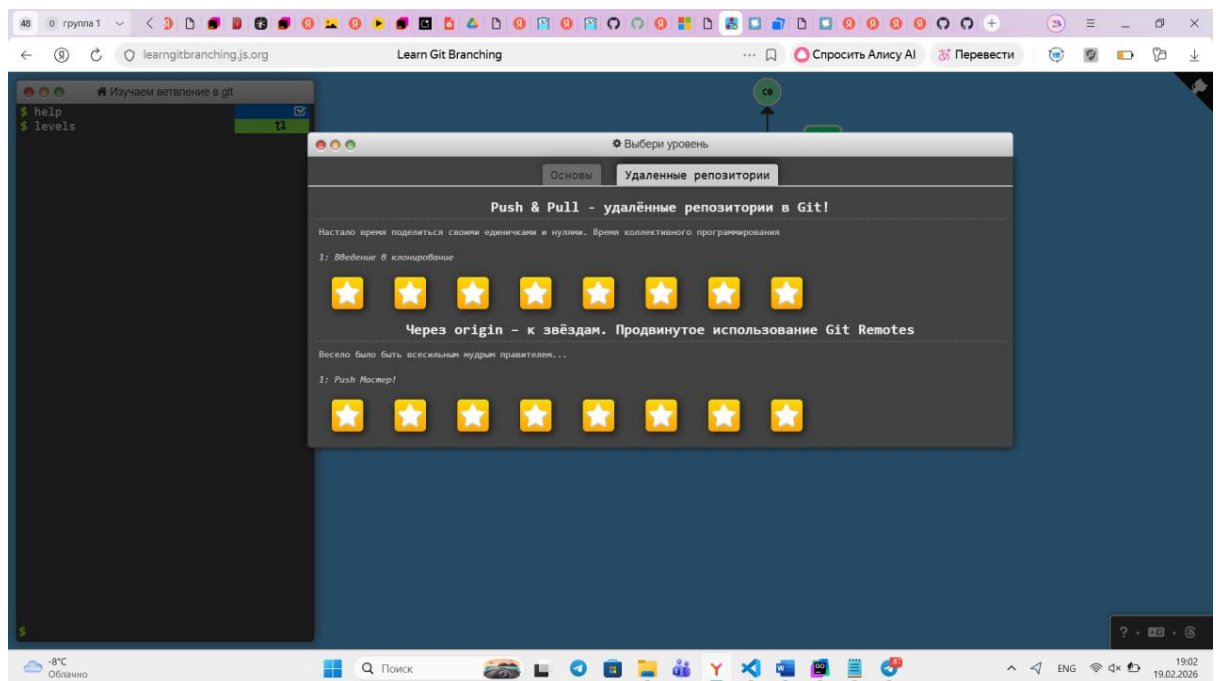 48 0 группа 1
learngitbranching.js.org Learn Git Branching ... Спросить Алису AI Перевести
Изучаем ветвление в git
$ help
$ levels
C0
Выбери уровень
Основы Удаленные репозитории
Push & Pull - удалённые репозитории в Git!
Настало время поделиться своими единичками и нулями. Время коллективного программирования
1: Введение в клонирование
Через origin – к звёздам. Продвинутое использование Git Remotes
Весело было быть всесильным мудрым правителем...
1: Push Мастер!
$
-8°C
Облачно
Поиск
ENG
19:02
19.02.2026